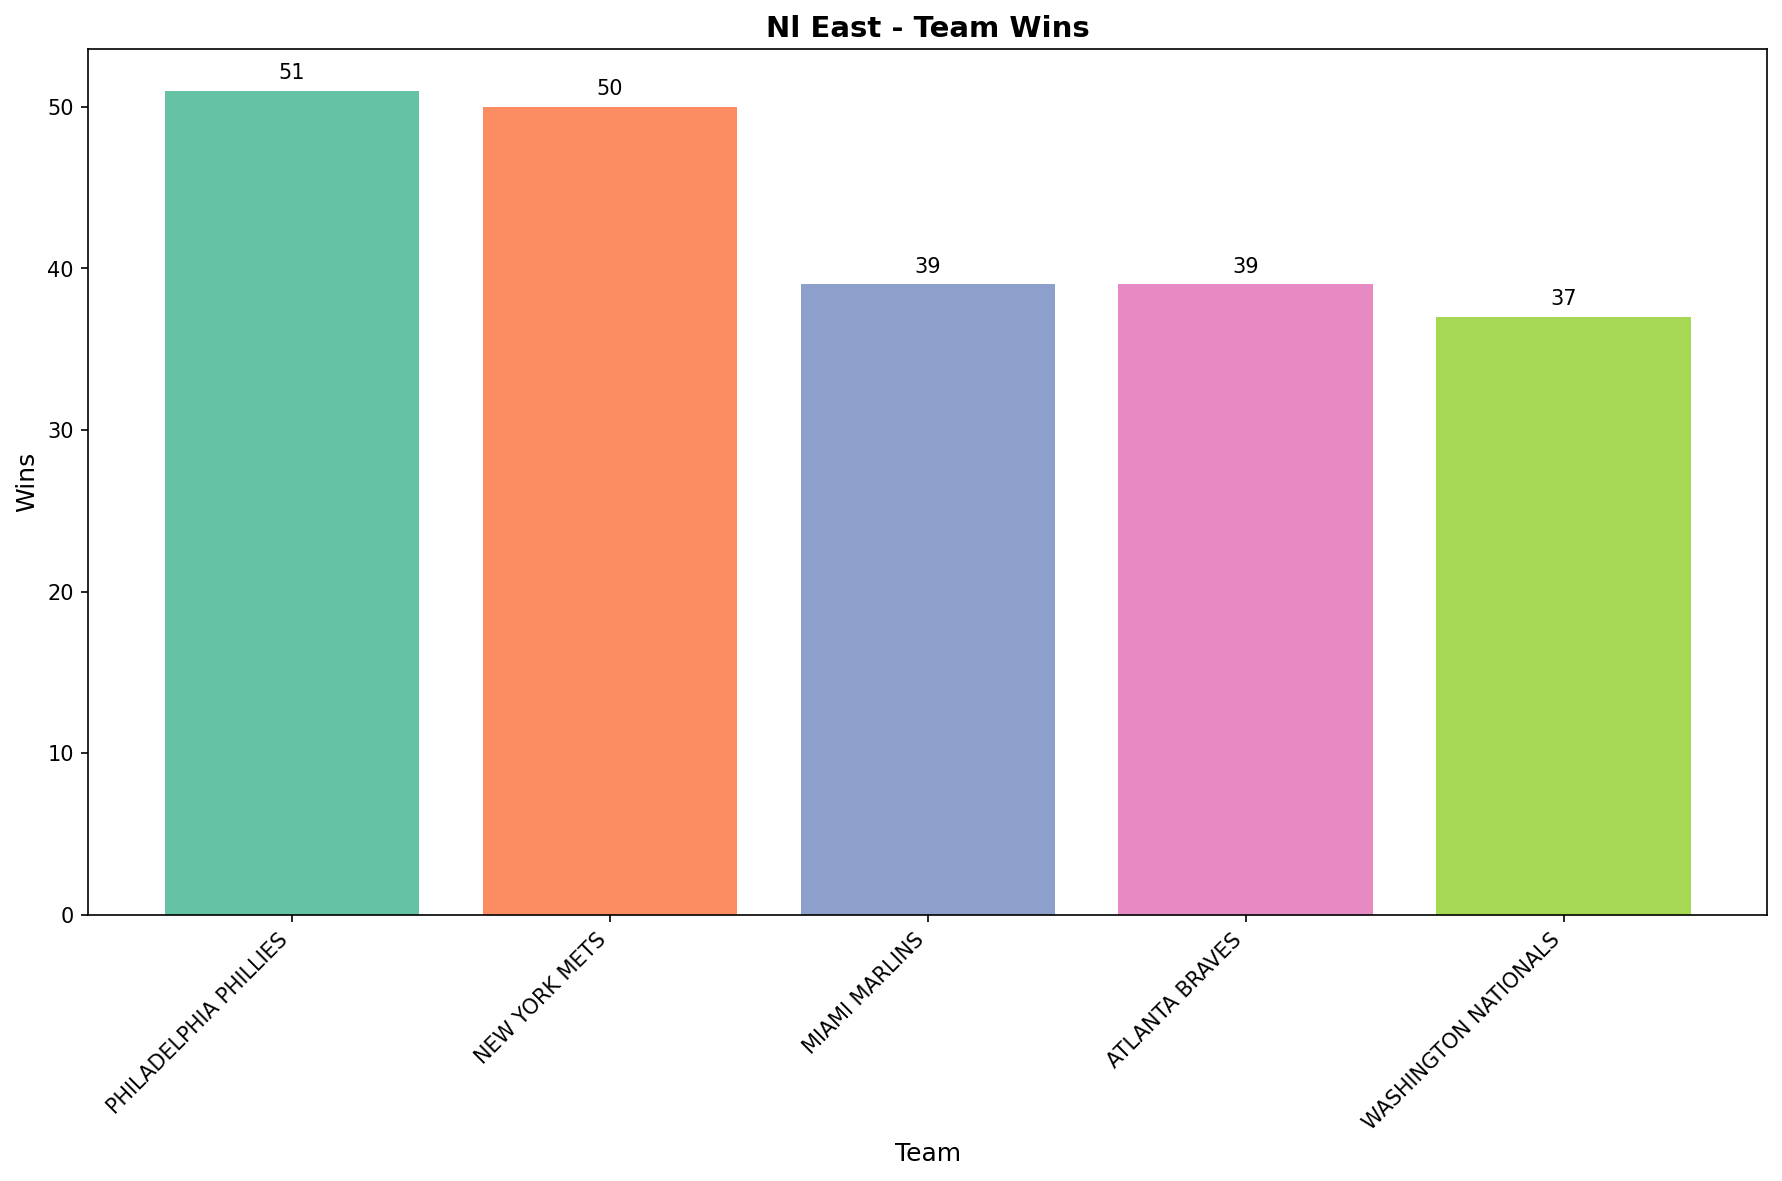 Nl East - Team Wins
51
50
39
39
37
50
40
30
20
10
0
Wins
PHILADELPHIA PHILLIES
NEW YORK METS
MIAMI MARLINS
ATLANTA BRAVES
WASHINGTON NATIONALS
Team